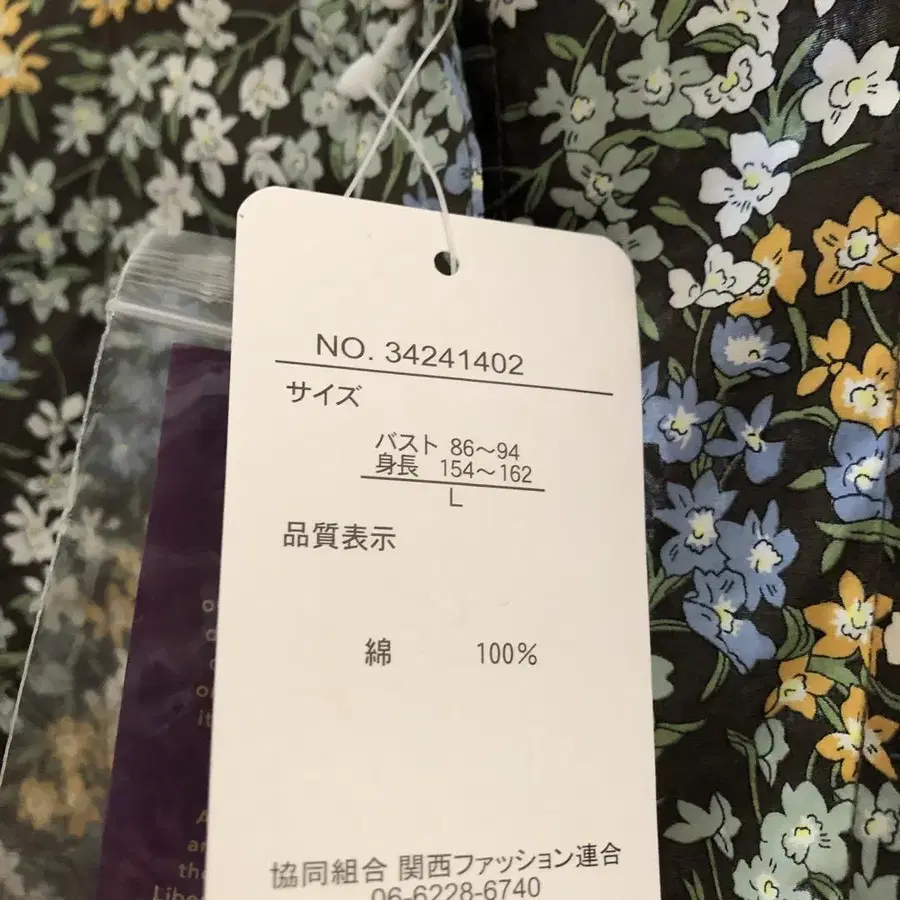 NO. 34241402
サイズ
バスト 86～94
身長 154～162
L
品質表示
綿 100%
協同組合 関西ファッション連合
06-6228-6740